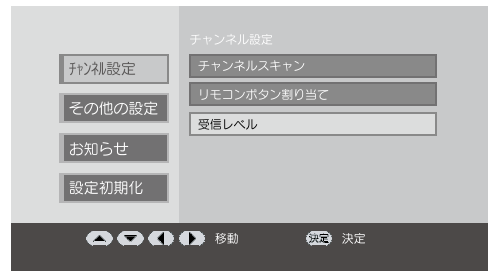 チャンネル設定
チャンネルスキャン
リモコンボタン割り当て
受信レベル
ﾁｬﾝﾈﾙ設定
その他の設定
お知らせ
設定初期化
移動 決定 決定